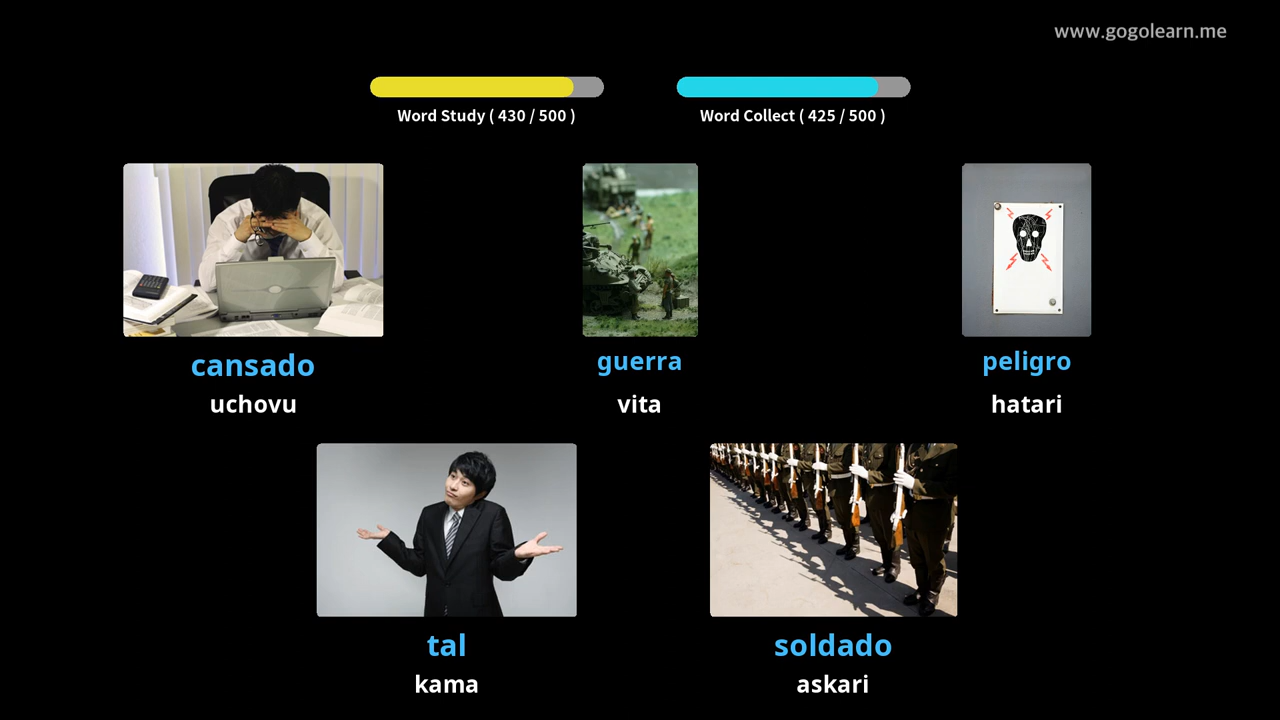 www.gogolearn.me
Word Study ( 430 / 500 )
Word Collect ( 425 / 500 )
cansado
uchovu
guerra
vita
peligro
hatari
tal
kama
soldado
askari